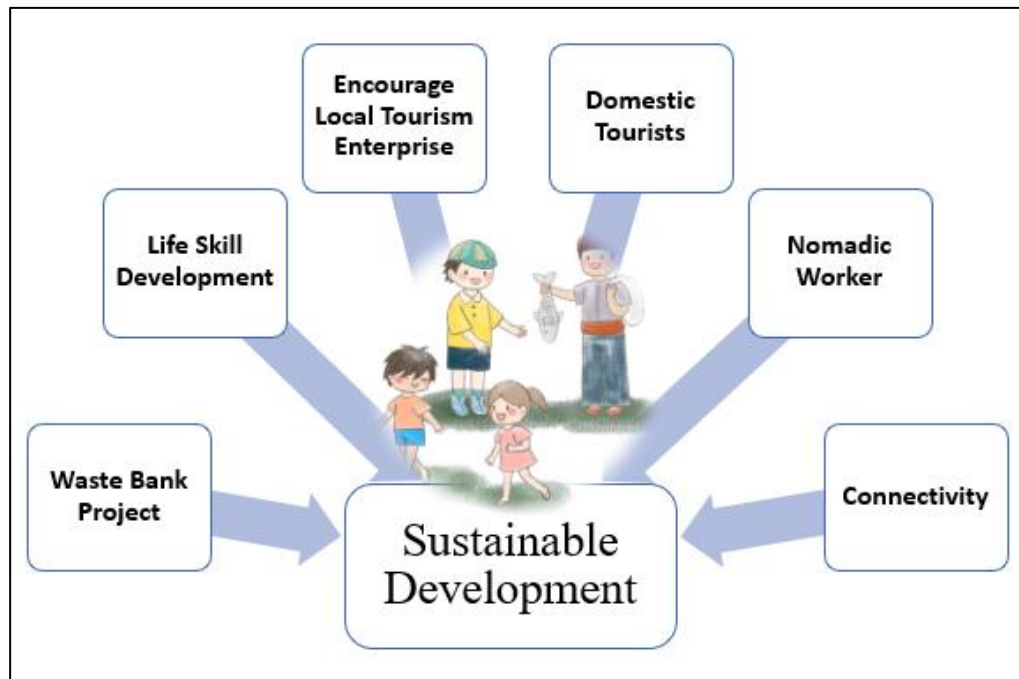 Encourage
Local Tourism
Enterprise
Domestic
Tourists
Life Skill
Development
Nomadic
Worker
Waste Bank
Project
Connectivity
Sustainable
Development